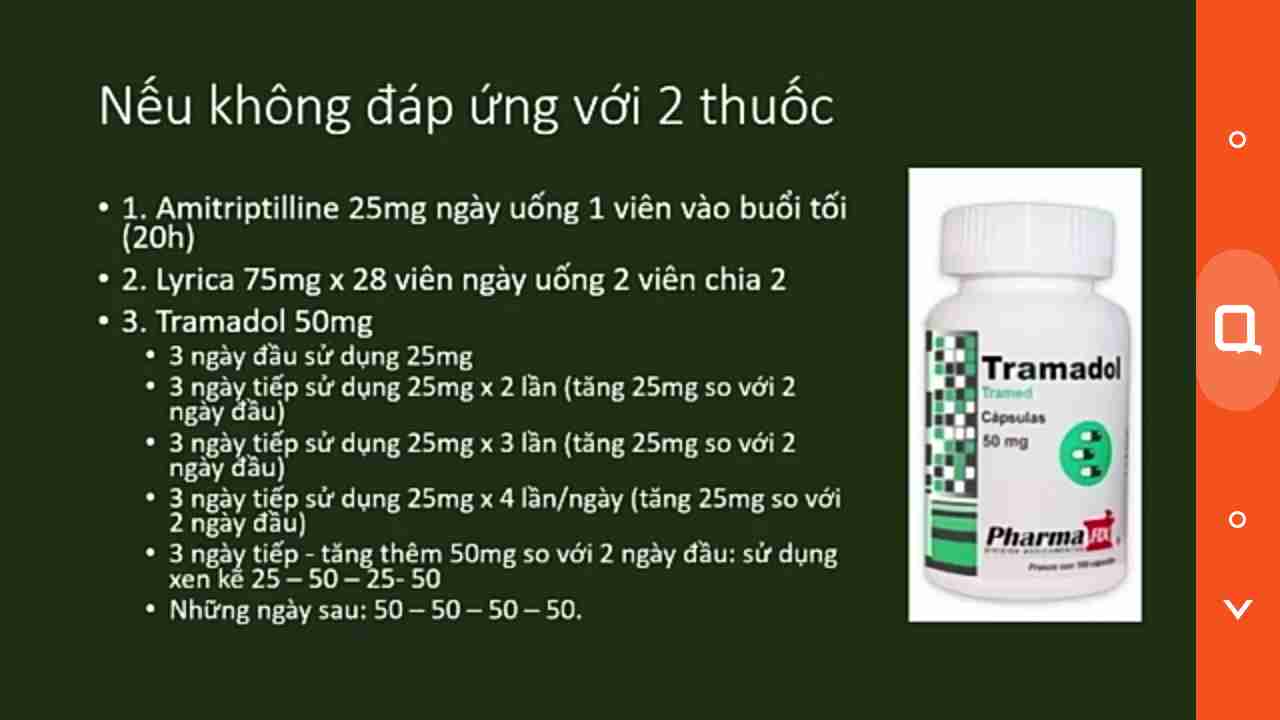 Nếu không đáp ứng với 2 thuốc
• 1. Amitriptilline 25mg ngày uống 1 viên vào buổi tối
(20h)
• 2. Lyrica 75mg x 28 viên ngày uống 2 viên chia 2
• 3. Tramadol 50mg
• 3 ngày đầu sử dụng 25mg
• 3 ngày tiếp sử dụng 25mg x 2 lần (tăng 25mg so với 2
ngày đầu)
• 3 ngày tiếp sử dụng 25mg x 3 lần (tăng 25mg so với 2
ngày đầu)
• 3 ngày tiếp sử dụng 25mg x 4 lần/ngày (tăng 25mg so với
2 ngày đầu)
• 3 ngày tiếp - tăng thêm 50mg so với 2 ngày đầu: sử dụng
xen kẽ 25 – 50 – 25- 50
• Những ngày sau: 50 – 50 – 50 – 50.
Tramadol
Tramed
Cápsulas
50 mg
Pharma FIX